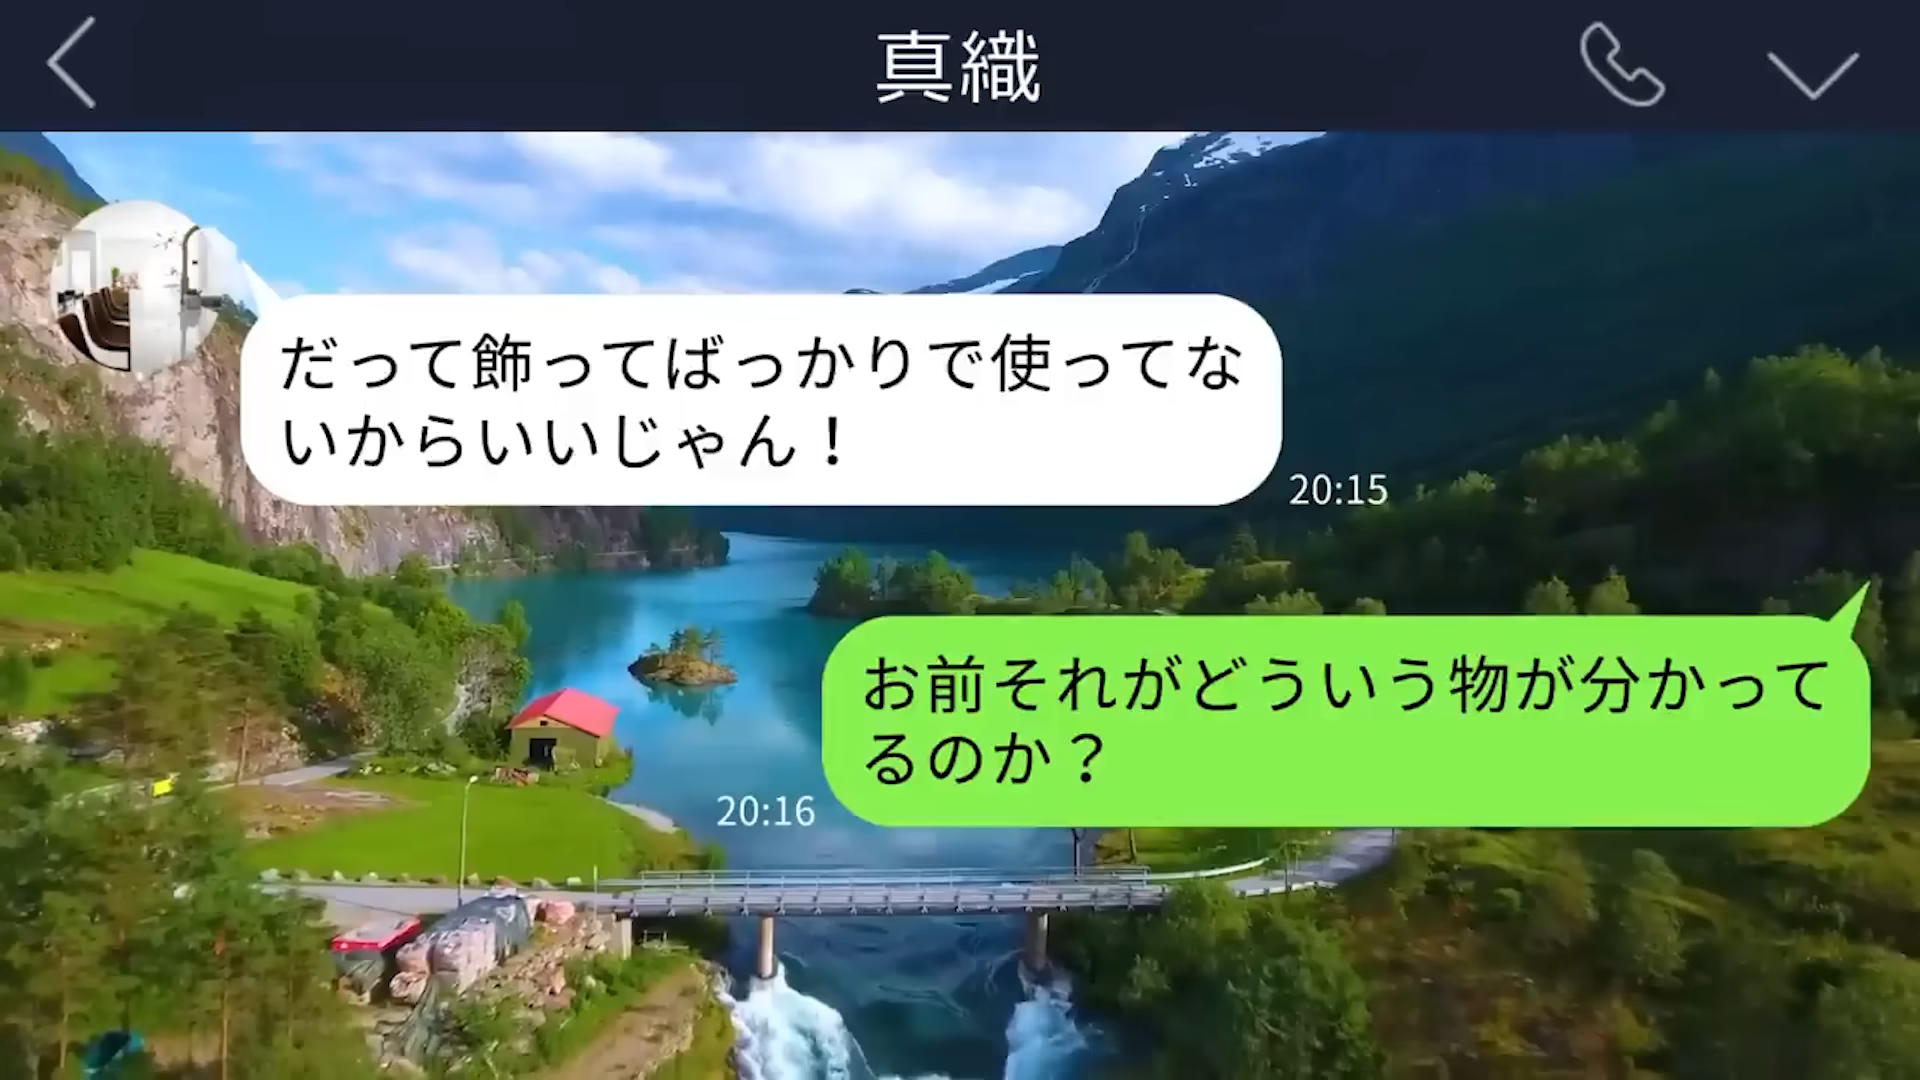 真織
だって飾ってばっかりで使ってな
いからいいじゃん！
20:15
お前それがどういう物が分かって
るのか？
20:16